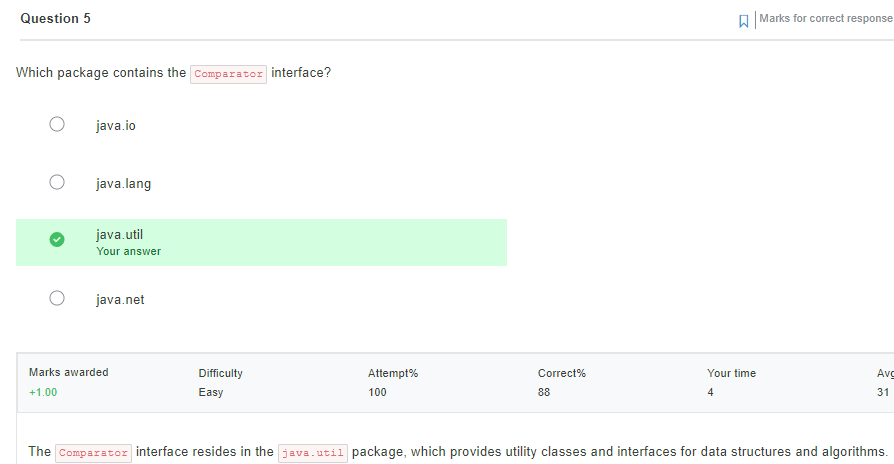 Question 5
Marks for correct response
Which package contains the Comparator interface?
java.io
java.lang
java.util
Your answer
java.net
Marks awarded Difficulty Attempt% Correct% Your time Avg
+1.00 Easy 100 88 4 31
The Comparator interface resides in the java.util package, which provides utility classes and interfaces for data structures and algorithms.